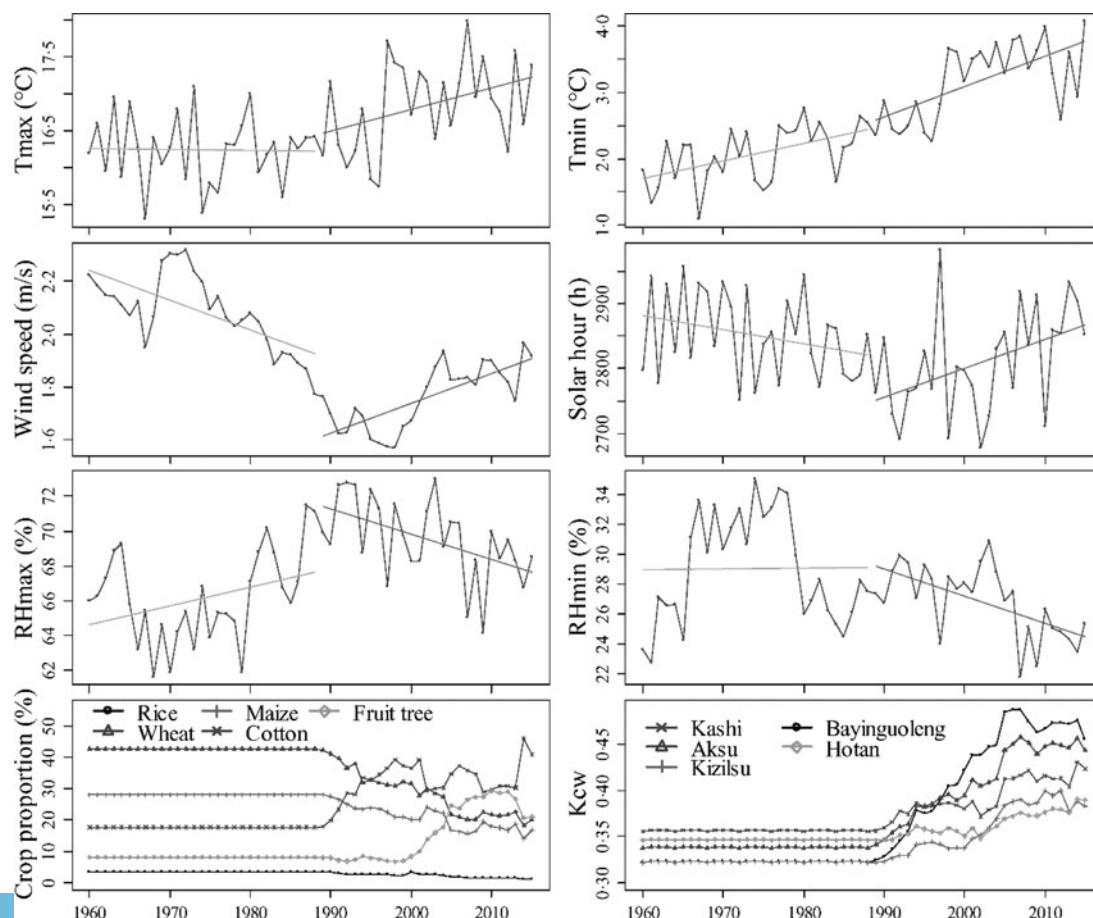 Tmax (°C)
17·5
16·5
15·5
Tmin (°C)
4·0
3·0
2·0
1·0
Wind speed (m/s)
2·2
2·0
1·8
1·6
Solar hour (h)
2900
2800
2700
RHmax (%)
72
70
68
66
64
62
RHmin (%)
34
32
30
28
26
24
22
Crop proportion (%)
50
40
30
20
10
0
Rice Maize Fruit tree
Wheat Cotton
1960 1970 1980 1990 2000 2010
Kcw
0·45
0·40
0·35
0·30
Kashi Bayinguoleng
Aksu Hotan
Kizilsu
1960 1970 1980 1990 2000 2010